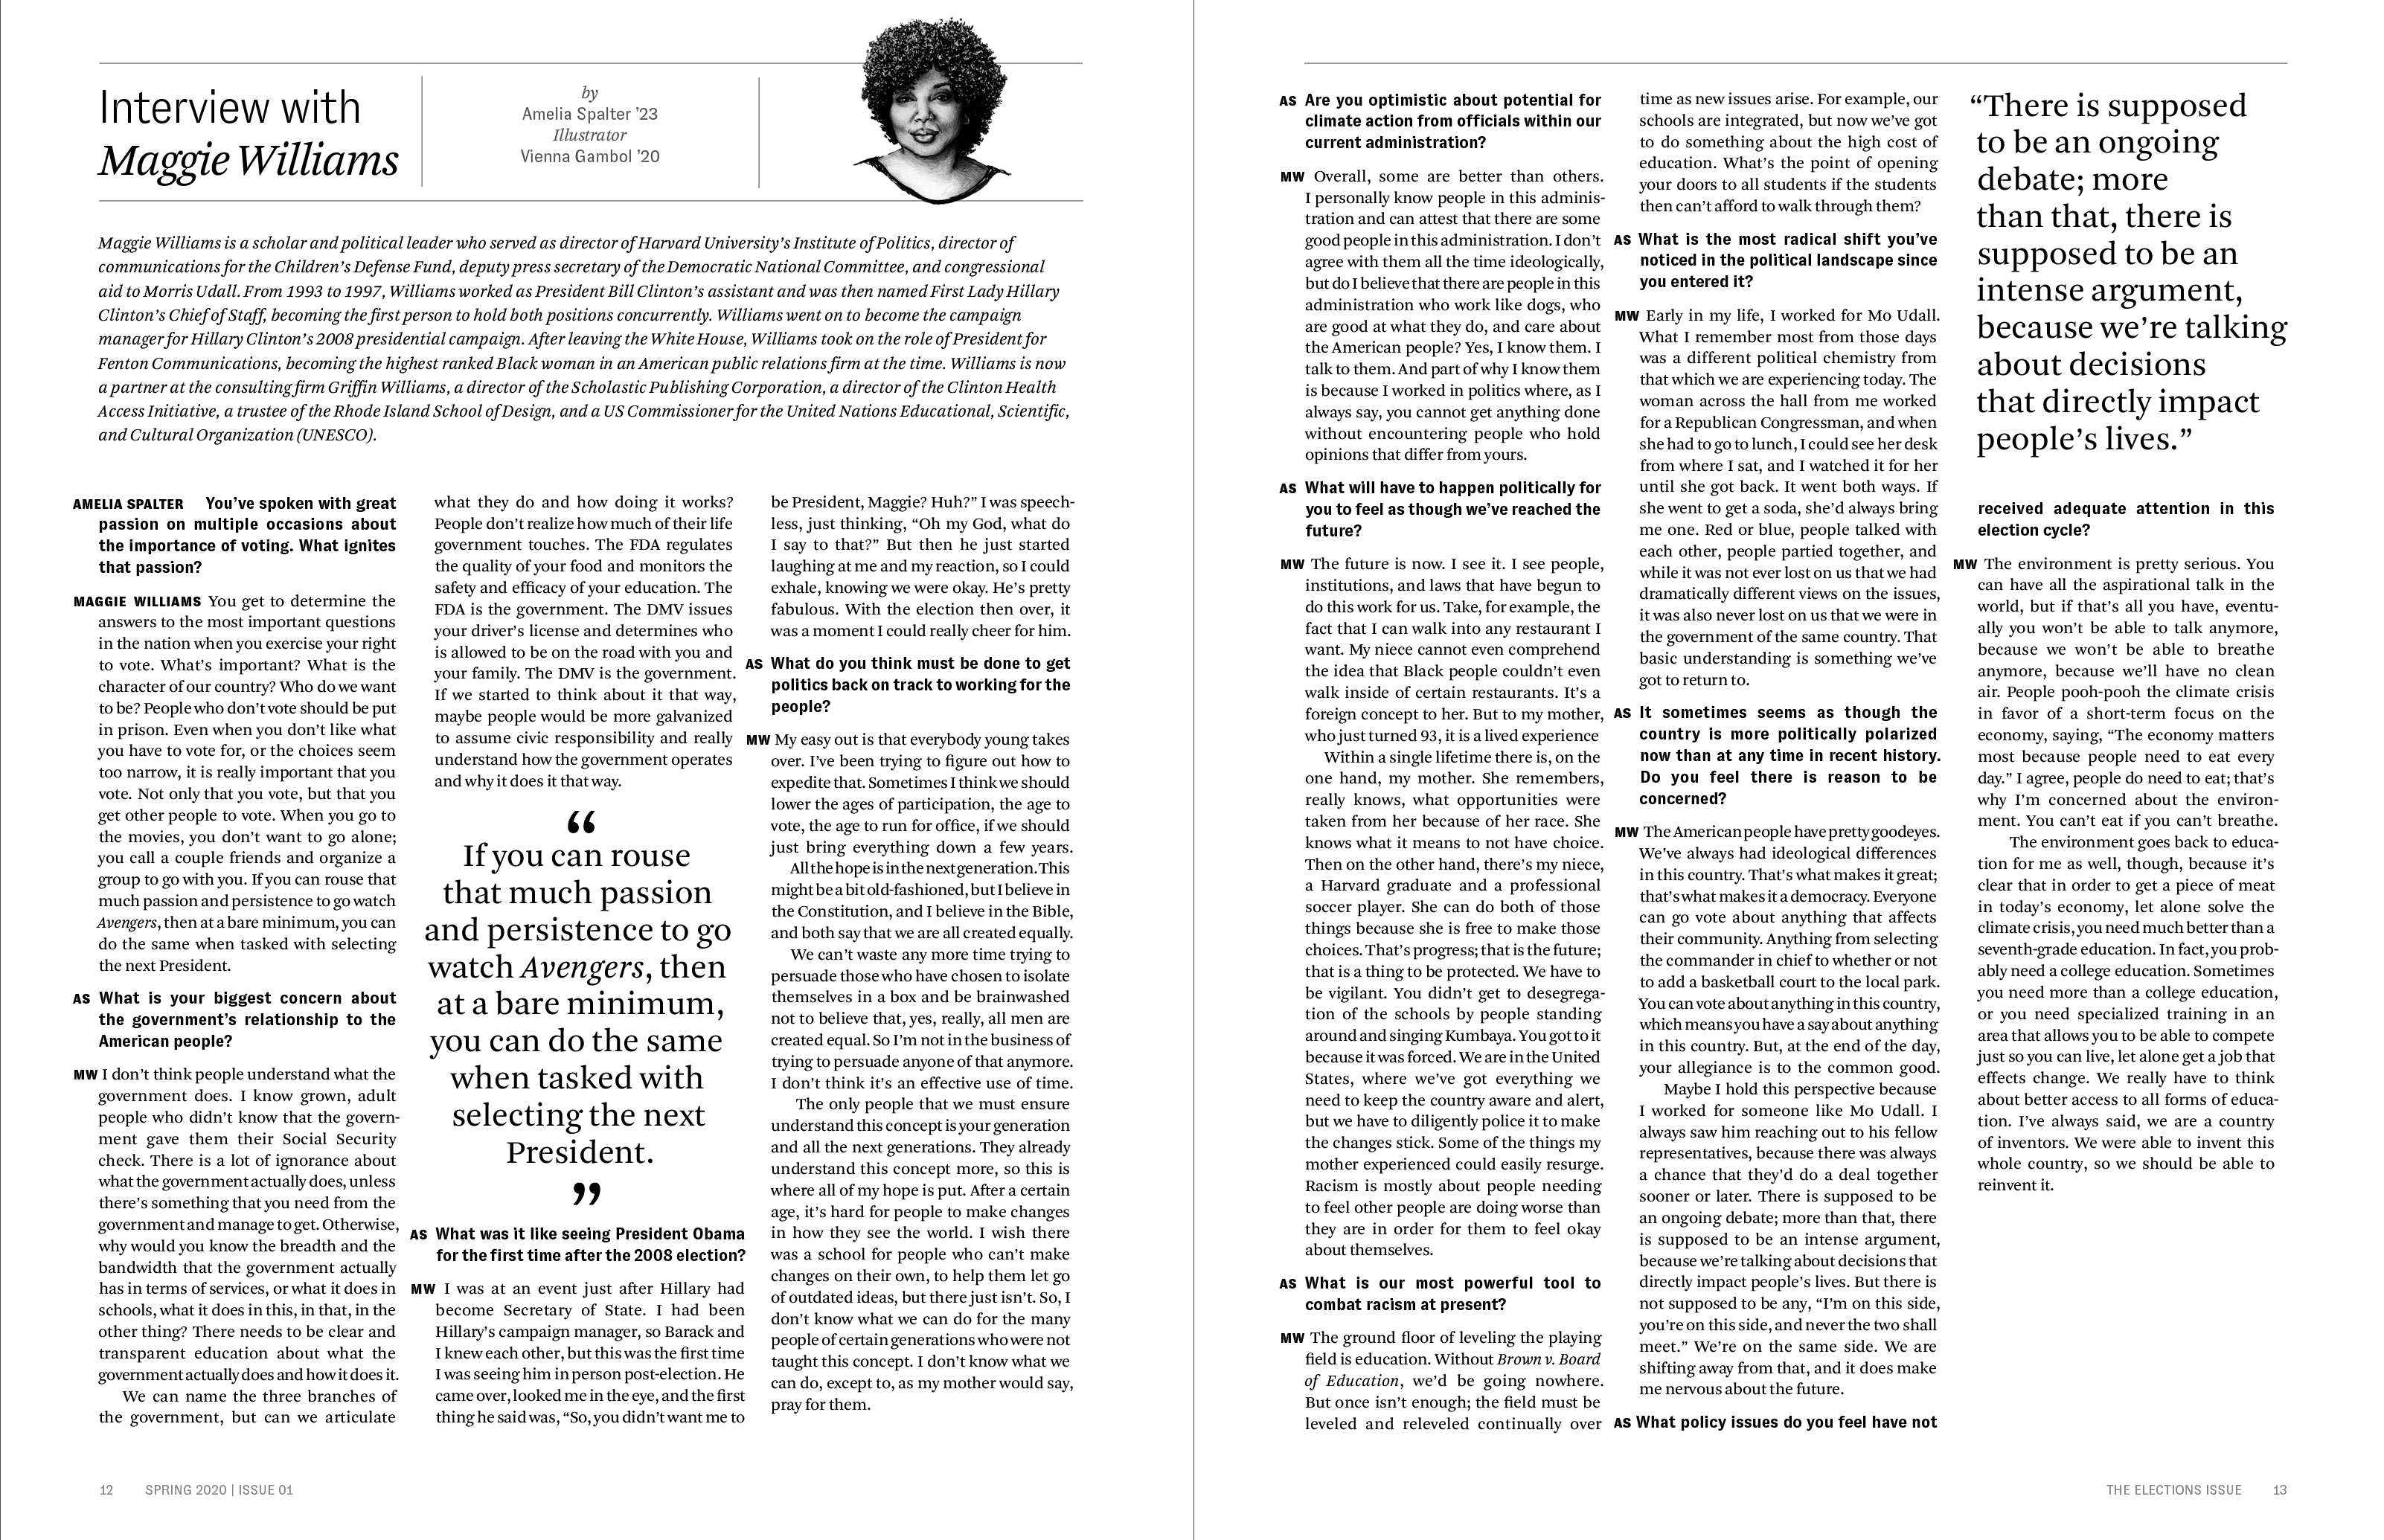 Interview with
Maggie Williams
by
Amelia Spalter ’23
Illustrator
Vienna Gambol ’20
Maggie Williams is a scholar and political leader who served as director of Harvard University’s Institute of Politics, director of
communications for the Children’s Defense Fund, deputy press secretary of the Democratic National Committee, and congressional
aid to Morris Udall. From 1993 to 1997, Williams worked as President Bill Clinton’s assistant and was then named First Lady Hillary
Clinton’s Chief of Staff, becoming the first person to hold both positions concurrently. Williams went on to become the campaign
manager for Hillary Clinton’s 2008 presidential campaign. After leaving the White House, Williams took on the role of President for
Fenton Communications, becoming the highest ranked Black woman in an American public relations firm at the time. Williams is now
a partner at the consulting firm Griffin Williams, a director of the Scholastic Publishing Corporation, a director of the Clinton Health
Access Initiative, a trustee of the Rhode Island School of Design, and a US Commissioner for the United Nations Educational, Scientific,
and Cultural Organization (UNESCO).
AMELIA SPALTER You’ve spoken with great
passion on multiple occasions about
the importance of voting. What ignites
that passion?
MAGGIE WILLIAMS You get to determine the
answers to the most important questions
in the nation when you exercise your right
to vote. What’s important? What is the
character of our country? Who do we want
to be? People who don’t vote should be put
in prison. Even when you don’t like what
you have to vote for, or the choices seem
too narrow, it is really important that you
vote. Not only that you vote, but that you
get other people to vote. When you go to
the movies, you don’t want to go alone;
you call a couple friends and organize a
group to go with you. If you can rouse that
much passion and persistence to go watch
Avengers, then at a bare minimum, you can
do the same when tasked with selecting
the next President.
AS What is your biggest concern about
the government’s relationship to the
American people?
MW I don’t think people understand what the
government does. I know grown, adult
people who didn’t know that the govern-
ment gave them their Social Security
check. There is a lot of ignorance about
what the government actually does, unless
there’s something that you need from the
government and manage to get. Otherwise,
why would you know the breadth and the
bandwidth that the government actually
has in terms of services, or what it does in
schools, what it does in this, in that, in the
other thing? There needs to be clear and
transparent education about what the
government actually does and how it does it.
We can name the three branches of
the government, but can we articulate
what they do and how doing it works?
People don’t realize how much of their life
government touches. The FDA regulates
the quality of your food and monitors the
safety and efficacy of your education. The
FDA is the government. The DMV issues
your driver’s license and determines who
is allowed to be on the road with you and
your family. The DMV is the government.
If we started to think about it that way,
maybe people would be more galvanized
to assume civic responsibility and really
understand how the government operates
and why it does it that way.
“
If you can rouse
that much passion
and persistence to go
watch Avengers, then
at a bare minimum,
you can do the same
when tasked with
selecting the next
President.
”
AS What was it like seeing President Obama
for the first time after the 2008 election?
MW I was at an event just after Hillary had
become Secretary of State. I had been
Hillary’s campaign manager, so Barack and
I knew each other, but this was the first time
I was seeing him in person post-election. He
came over, looked me in the eye, and the first
thing he said was, “So, you didn’t want me to
be President, Maggie? Huh?” I was speech-
less, just thinking, “Oh my God, what do
I say to that?” But then he just started
laughing at me and my reaction, so I could
exhale, knowing we were okay. He’s pretty
fabulous. With the election then over, it
was a moment I could really cheer for him.
AS What do you think must be done to get
politics back on track to working for the
people?
MW My easy out is that everybody young takes
over. I’ve been trying to figure out how to
expedite that. Sometimes I think we should
lower the ages of participation, the age to
vote, the age to run for office, if we should
just bring everything down a few years.
All the hope is in the next generation. This
might be a bit old-fashioned, but I believe in
the Constitution, and I believe in the Bible,
and both say that we are all created equally.
We can’t waste any more time trying to
persuade those who have chosen to isolate
themselves in a box and be brainwashed
not to believe that, yes, really, all men are
created equal. So I’m not in the business of
trying to persuade anyone of that anymore.
I don’t think it’s an effective use of time.
The only people that we must ensure
understand this concept is your generation
and all the next generations. They already
understand this concept more, so this is
where all of my hope is put. After a certain
age, it’s hard for people to make changes
in how they see the world. I wish there
was a school for people who can’t make
changes on their own, to help them let go
of outdated ideas, but there just isn’t. So, I
don’t know what we can do for the many
people of certain generations who were not
taught this concept. I don’t know what we
can do, except to, as my mother would say,
pray for them.
12 SPRING 2020 | ISSUE 01
AS Are you optimistic about potential for
climate action from officials within our
current administration?
MW Overall, some are better than others.
I personally know people in this adminis-
tration and can attest that there are some
good people in this administration. I don’t
agree with them all the time ideologically,
but do I believe that there are people in this
administration who work like dogs, who
are good at what they do, and care about
the American people? Yes, I know them. I
talk to them. And part of why I know them
is because I worked in politics where, as I
always say, you cannot get anything done
without encountering people who hold
opinions that differ from yours.
AS What will have to happen politically for
you to feel as though we’ve reached the
future?
MW The future is now. I see it. I see people,
institutions, and laws that have begun to
do this work for us. Take, for example, the
fact that I can walk into any restaurant I
want. My niece cannot even comprehend
the idea that Black people couldn’t even
walk inside of certain restaurants. It’s a
foreign concept to her. But to my mother,
who just turned 93, it is a lived experience
Within a single lifetime there is, on the
one hand, my mother. She remembers,
really knows, what opportunities were
taken from her because of her race. She
knows what it means to not have choice.
Then on the other hand, there’s my niece,
a Harvard graduate and a professional
soccer player. She can do both of those
things because she is free to make those
choices. That’s progress; that is the future;
that is a thing to be protected. We have to
be vigilant. You didn’t get to desegrega-
tion of the schools by people standing
around and singing Kumbaya. You got to it
because it was forced. We are in the United
States, where we’ve got everything we
need to keep the country aware and alert,
but we have to diligently police it to make
the changes stick. Some of the things my
mother experienced could easily resurge.
Racism is mostly about people needing
to feel other people are doing worse than
they are in order for them to feel okay
about themselves.
AS What is our most powerful tool to
combat racism at present?
MW The ground floor of leveling the playing
field is education. Without Brown v. Board
of Education, we’d be going nowhere.
But once isn’t enough; the field must be
leveled and releveled continually over
time as new issues arise. For example, our
schools are integrated, but now we’ve got
to do something about the high cost of
education. What’s the point of opening
your doors to all students if the students
then can’t afford to walk through them?
AS What is the most radical shift you’ve
noticed in the political landscape since
you entered it?
MW Early in my life, I worked for Mo Udall.
What I remember most from those days
was a different political chemistry from
that which we are experiencing today. The
woman across the hall from me worked
for a Republican Congressman, and when
she had to go to lunch, I could see her desk
from where I sat, and I watched it for her
until she got back. It went both ways. If
she went to get a soda, she’d always bring
me one. Red or blue, people talked with
each other, people partied together, and
while it was not ever lost on us that we had
dramatically different views on the issues,
it was also never lost on us that we were in
the government of the same country. That
basic understanding is something we’ve
got to return to.
AS It sometimes seems as though the
country is more politically polarized
now than at any time in recent history.
Do you feel there is reason to be
concerned?
MW The American people have pretty good eyes.
We’ve always had ideological differences
in this country. That’s what makes it great;
that’s what makes it a democracy. Everyone
can go vote about anything that affects
their community. Anything from selecting
the commander in chief to whether or not
to add a basketball court to the local park.
You can vote about anything in this country,
which means you have a say about anything
in this country. But, at the end of the day,
your allegiance is to the common good.
Maybe I hold this perspective because
I worked for someone like Mo Udall. I
always saw him reaching out to his fellow
representatives, because there was always
a chance that they’d do a deal together
sooner or later. There is supposed to be
an ongoing debate; more than that, there
is supposed to be an intense argument,
because we’re talking about decisions that
directly impact people’s lives. But there is
not supposed to be any, “I’m on this side,
you’re on this side, and never the two shall
meet.” We’re on the same side. We are
shifting away from that, and it does make
me nervous about the future.
AS What policy issues do you feel have not
“There is supposed
to be an ongoing
debate; more
than that, there is
supposed to be an
intense argument,
because we’re talking
about decisions
that directly impact
people’s lives.”
received adequate attention in this
election cycle?
MW The environment is pretty serious. You
can have all the aspirational talk in the
world, but if that’s all you have, eventu-
ally you won’t be able to talk anymore,
because we won’t be able to breathe
anymore, because we’ll have no clean
air. People pooh-pooh the climate crisis
in favor of a short-term focus on the
economy, saying, “The economy matters
most because people need to eat every
day.” I agree, people do need to eat; that’s
why I’m concerned about the environ-
ment. You can’t eat if you can’t breathe.
The environment goes back to educa-
tion for me as well, though, because it’s
clear that in order to get a piece of meat
in today’s economy, let alone solve the
climate crisis, you need much better than a
seventh-grade education. In fact, you prob-
ably need a college education. Sometimes
you need more than a college education,
or you need specialized training in an
area that allows you to be able to compete
just so you can live, let alone get a job that
effects change. We really have to think
about better access to all forms of educa-
tion. I’ve always said, we are a country
of inventors. We were able to invent this
whole country, so we should be able to
reinvent it.
THE ELECTIONS ISSUE 13